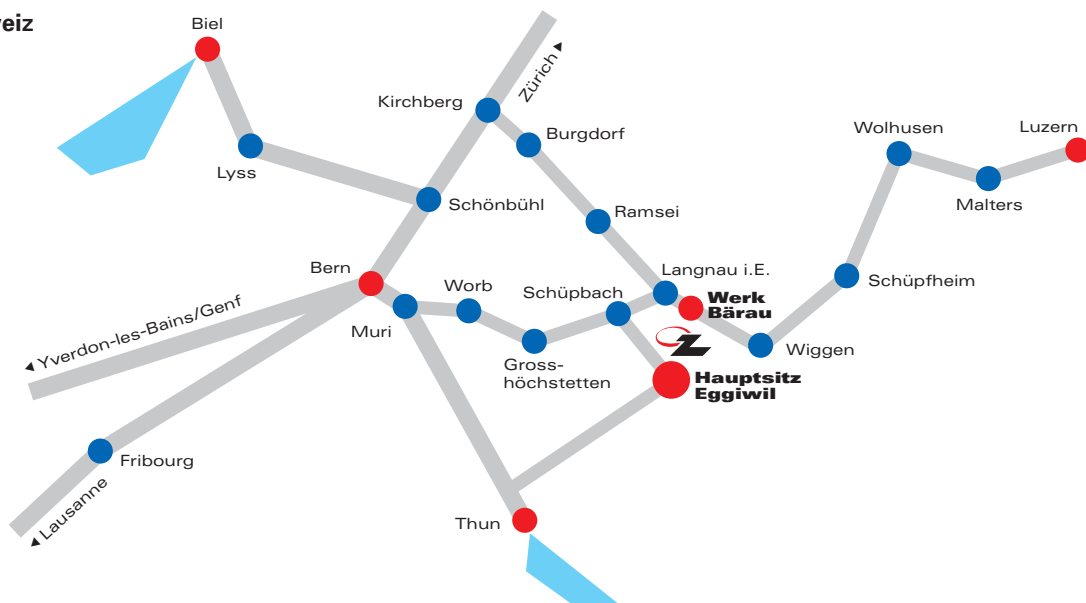 eiz
Biel
Zürich
Kirchberg
Burgdorf
Wolhusen
Luzern
Lyss
Schönbühl
Ramsei
Malters
Bern
Langnau i.E.
Schüpfheim
Worb
Schüpbach
Werk
Bärau
Muri
Yverdon-les-Bains/Genf
Wiggen
Gross-
höchstetten
Hauptsitz
Eggiwil
Fribourg
Lausanne
Thun